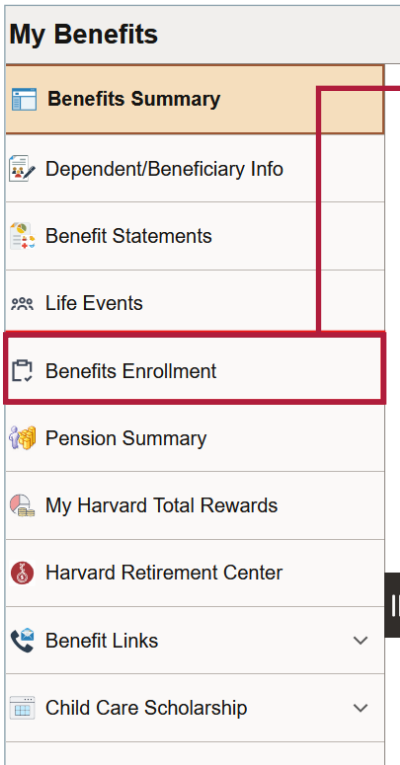 My Benefits
Benefits Summary
Dependent/Beneficiary Info
Benefit Statements
Life Events
Benefits Enrollment
Pension Summary
My Harvard Total Rewards
Harvard Retirement Center
Benefit Links
Child Care Scholarship